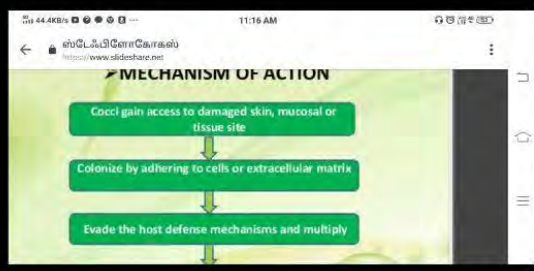 44.4KB/s ... 11:16 AM
ஸ்டேஃபிளோகோகஸ்
https://www.slideshare.net
➤MECHANISM OF ACTION
Cocci gain access to damaged skin, mucosal or
tissue site
Colonize by adhering to cells or extracellular matrix
Evade the host defense mechanisms and multiply